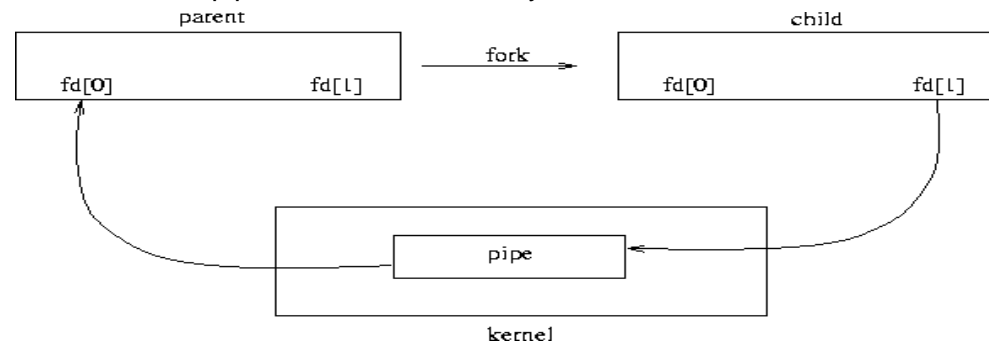 parent
child
fork
fd[0]
fd[1]
fd[0]
fd[1]
pipe
kernel